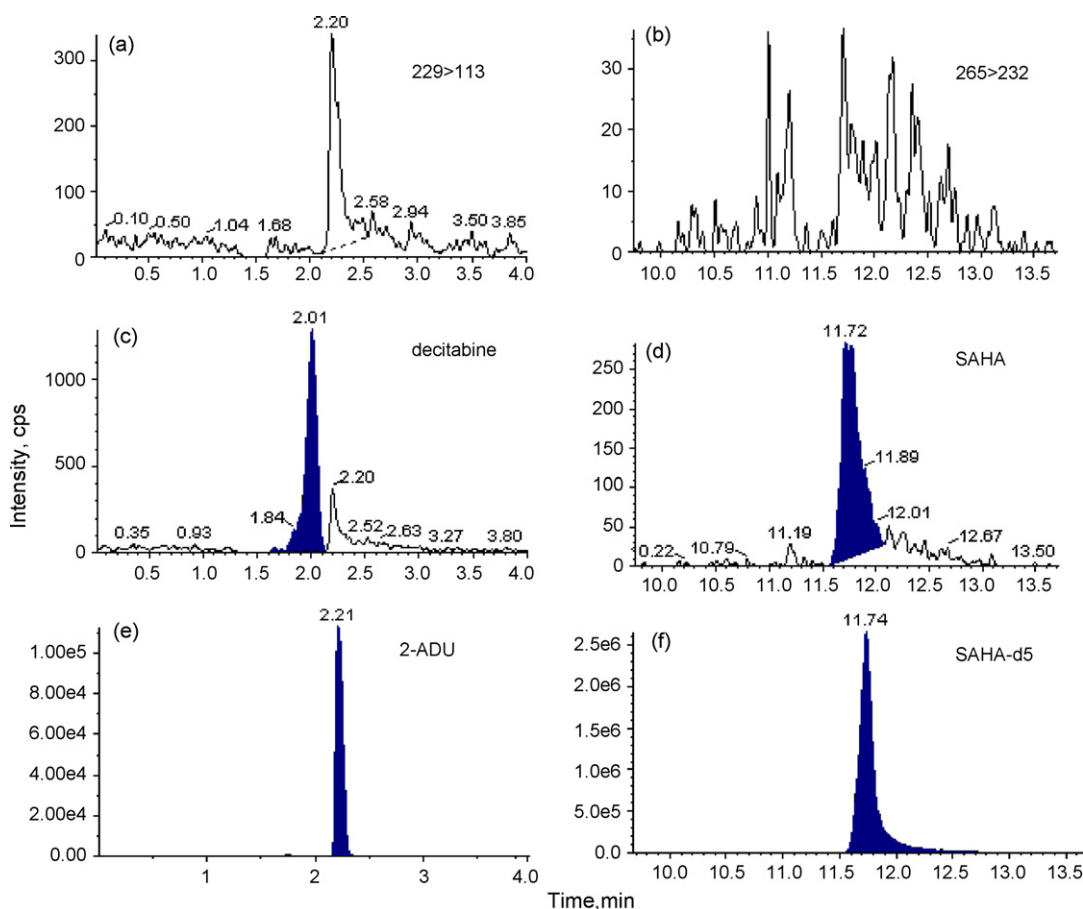 (a)
2.20
229>113
300
200
100
0
0.10
0.50
1.04
1.68
2.58
2.94
3.50
3.85
0.5 1.0 1.5 2.0 2.5 3.0 3.5 4.0
(b)
265>232
30
20
10
0
10.0 10.5 11.0 11.5 12.0 12.5 13.0 13.5
(c)
2.01
decitabine
1000
500
0
0.35
0.93
1.84
2.20
2.52
2.63
3.27
3.80
0.5 1.0 1.5 2.0 2.5 3.0 3.5 4.0
(d)
11.72
SAHA
250
200
150
100
50
0
0.22
10.79
11.19
11.89
12.01
12.67
13.50
10.0 10.5 11.0 11.5 12.0 12.5 13.0 13.5
Intensity, cps
(e)
2.21
2-ADU
1.00e5
8.00e4
6.00e4
4.00e4
2.00e4
0.00
1 2 3 4.0
(f)
11.74
SAHA-d5
2.5e6
2.0e6
1.5e6
1.0e6
5.0e5
0.0
10.0 10.5 11.0 11.5 12.0 12.5 13.0 13.5
Time,min